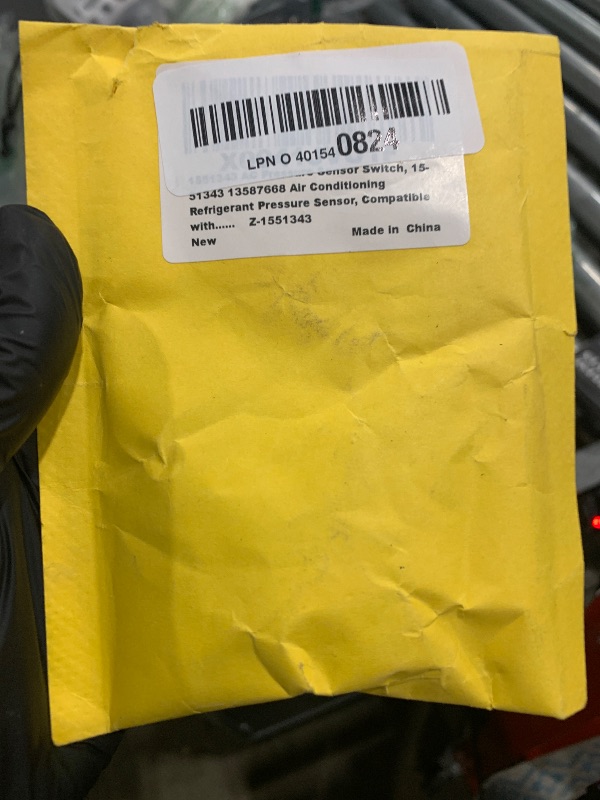 LPN O 40154 0824
Sensor Switch, 15-
51343 13587668 Air Conditioning
Refrigerant Pressure Sensor, Compatible
with...... Z-1551343
New Made in China